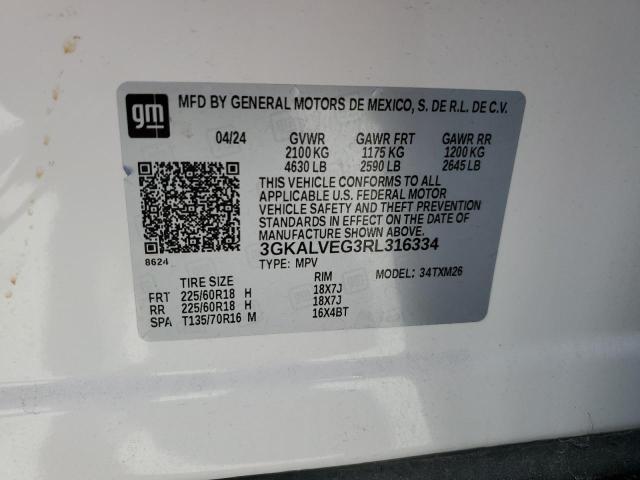 gm MFD BY GENERAL MOTORS DE MEXICO, S. DE R.L. DE C.V.
04/24 GVWR GAWR FRT GAWR RR
2100 KG 1175 KG 1200 KG
4630 LB 2590 LB 2645 LB
THIS VEHICLE CONFORMS TO ALL
APPLICABLE U.S. FEDERAL MOTOR
VEHICLE SAFETY AND THEFT PREVENTION
STANDARDS IN EFFECT ON THE DATE OF
MANUFACTURE SHOWN ABOVE.
3GKALVEG3RL316334
8624 TYPE: MPV MODEL: 34TXM26
TIRE SIZE RIM
FRT 225/60R18 H 18X7J
RR 225/60R18 H 18X7J
SPA T135/70R16 M 16X4BT